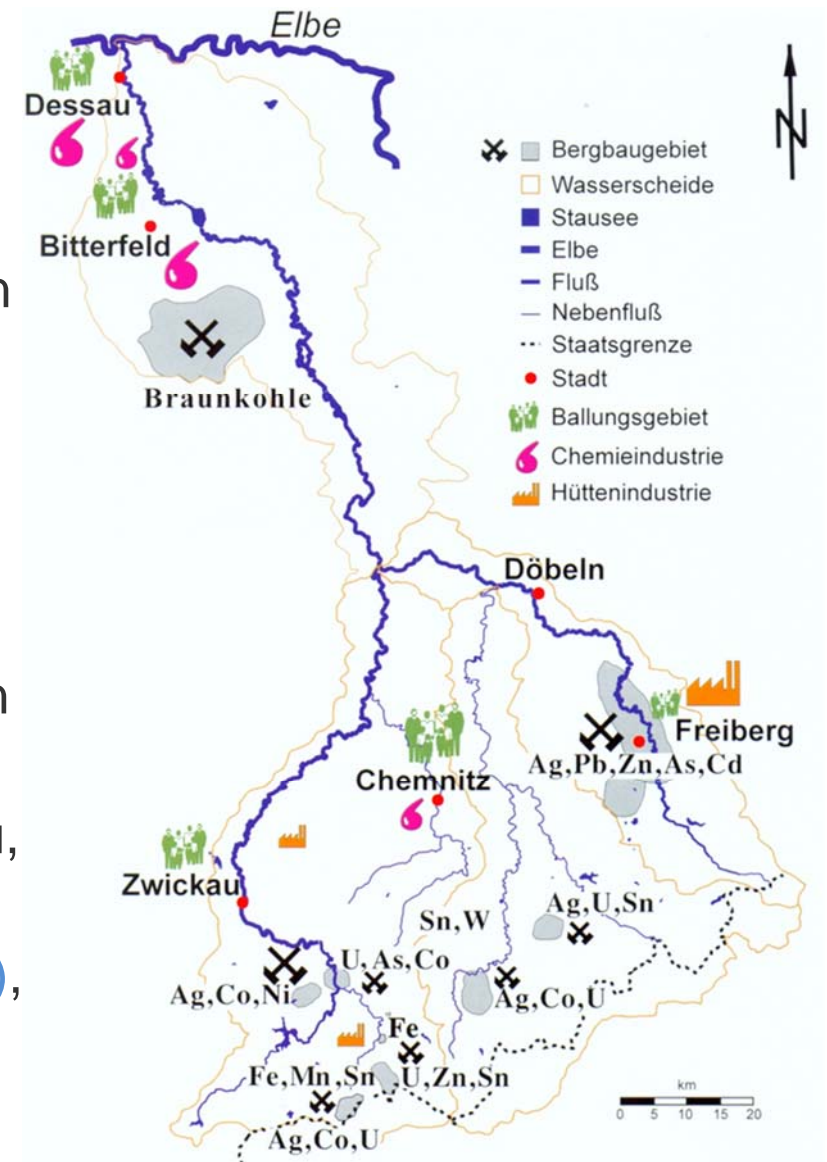 Elbe
Dessau
N
Bitterfeld
Braunkohle
Bergbaugebiet
Wasserscheide
Stausee
Elbe
Fluß
Nebenfluß
Staatsgrenze
Stadt
Ballungsgebiet
Chemieindustrie
Hüttenindustrie
Döbeln
Freiberg
Ag,Pb,Zn,As,Cd
Chemnitz
Zwickau
Ag,U,Sn
Sn,W
U,As,Co
Ag,Co,Ni
Ag,Co,U
Fe
Fe,Mn,Sn
U,Zn,Sn
Ag,Co,U
km
0 5 10 15 20
n
n
,
),